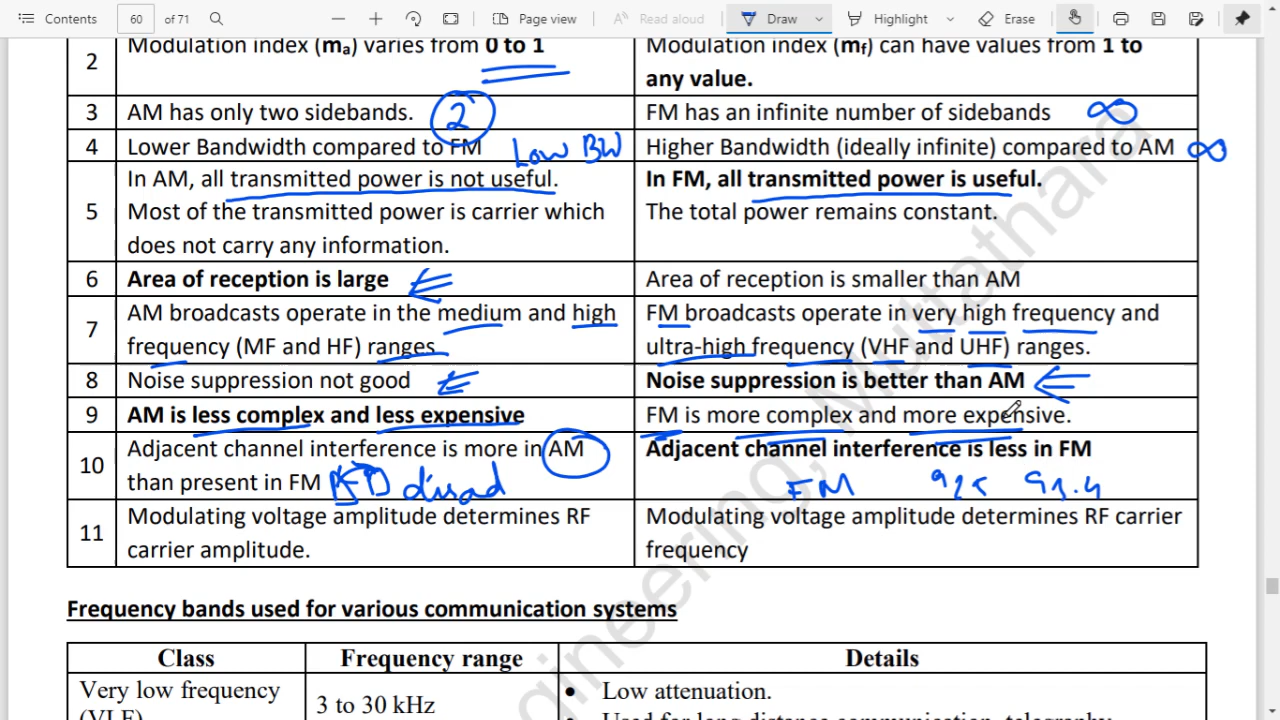 Contents
60
of 71
Page view
Read aloud
Draw
Highlight
Erase
2
Modulation index (mₐ) varies from 0 to 1
Modulation index (mf) can have values from 1 to
any value.
3
AM has only two sidebands.
2
FM has an infinite number of sidebands
∞
4
Lower Bandwidth compared to FM
Low BW
Higher Bandwidth (ideally infinite) compared to AM
∞
5
In AM, all transmitted power is not useful.
Most of the transmitted power is carrier which
does not carry any information.
In FM, all transmitted power is useful.
The total power remains constant.
6
Area of reception is large
Area of reception is smaller than AM
7
AM broadcasts operate in the medium and high
frequency (MF and HF) ranges
FM broadcasts operate in very high frequency and
ultra-high frequency (VHF and UHF) ranges.
8
Noise suppression not good
Noise suppression is better than AM
9
AM is less complex and less expensive
FM is more complex and more expensive.
10
Adjacent channel interference is more in AM
than present in FM
disad
Adjacent channel interference is less in FM
FM
91.4
11
Modulating voltage amplitude determines RF
carrier amplitude.
Modulating voltage amplitude determines RF carrier
frequency
Frequency bands used for various communication systems
Class
Frequency range
Details
Very low frequency
(VLF)
3 to 30 kHz
• Low attenuation.
• Used for long distance communication, telegraphy
gineering, Muttathara